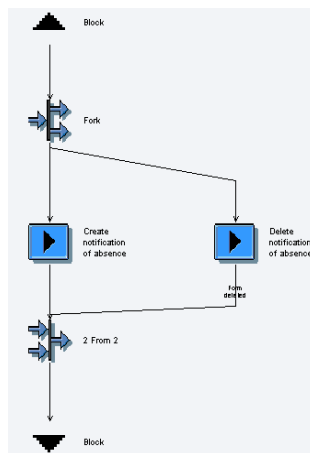 Block
Fork
Create
notification
of absence
Delete
notification
of absence
form
deleted
2 From 2
Block